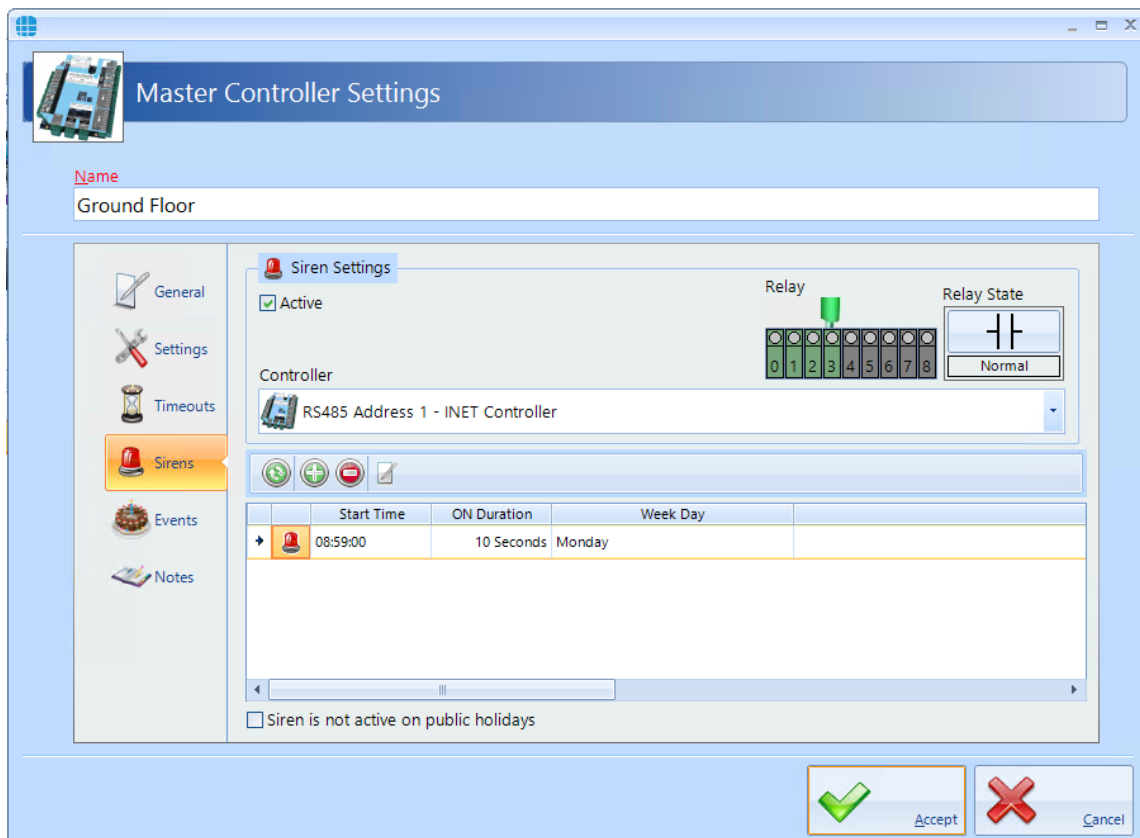 Master Controller Settings
Name
Ground Floor
General
Settings
Timeouts
Sirens
Events
Notes
Siren Settings
Active
Relay
0 1 2 3 4 5 6 7 8
Relay State
Normal
Controller
RS485 Address 1 - INET Controller
Start Time ON Duration Week Day
08:59:00 10 Seconds Monday
Siren is not active on public holidays
Accept Cancel